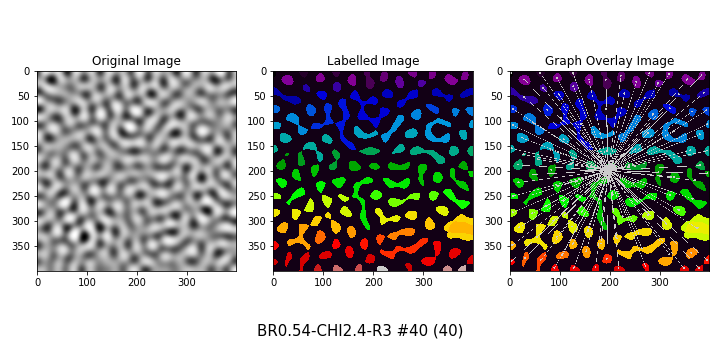 Original Image Labelled Image Graph Overlay Image
0 0 0
50 50 50
100 100 100
150 150 150
200 200 200
250 250 250
300 300 300
350 350 350
0 100 200 300 0 100 200 300 0 100 200 300
BR0.54-CHI2.4-R3 #40 (40)